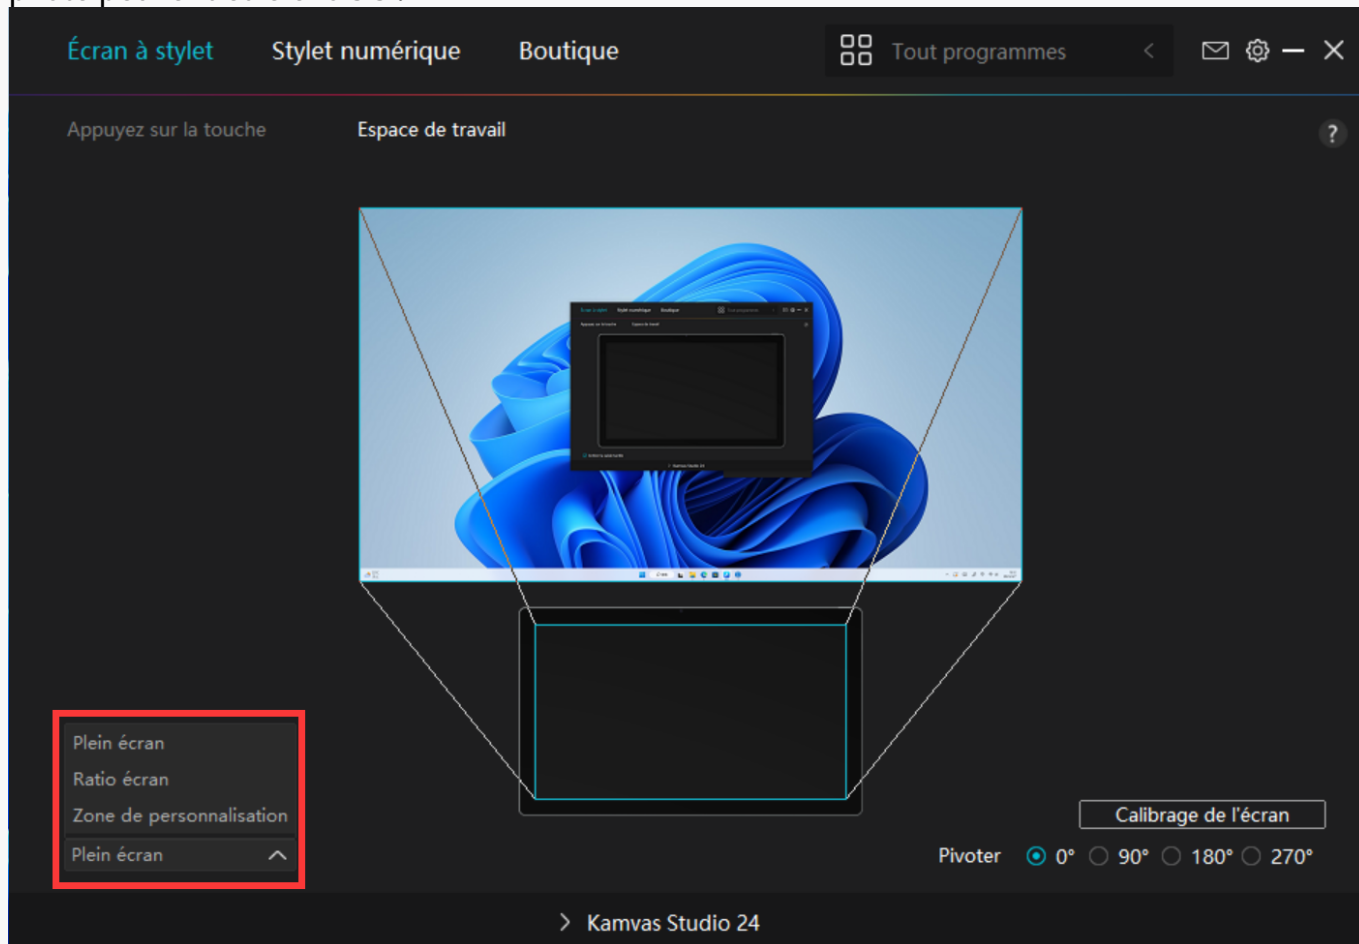 Écran à stylet Stylet numérique Boutique Tout programmes
Appuyez sur la touche Espace de travail ?
Plein écran
Ratio écran
Zone de personnalisation
Plein écran
Calibrage de l'écran
Pivoter 0° 90° 180° 270°
Kamvas Studio 24